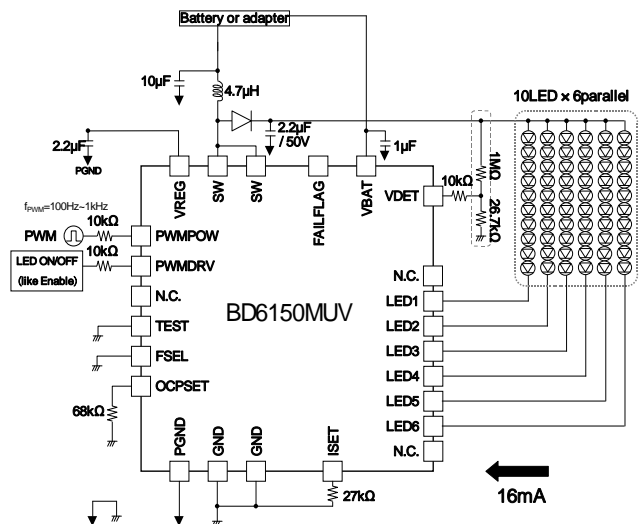 Battery or adapter
10µF
4.7µH
10LED × 6parallel
2.2µF
/ 50V
2.2µF
1µF
PGND
VREG
SW
SW
FAILFLAG
VBAT
VDET
10kΩ
1MΩ
26.7kΩ
fPWM=100Hz~1kHz
10kΩ
PWM
PWMPOW
10kΩ
LED ON/OFF
(like Enable)
PWMDRV
N.C.
N.C.
BD6150MUV
LED1
TEST
LED2
FSEL
LED3
OCPSET
LED4
68kΩ
LED5
LED6
PGND
GND
GND
ISET
N.C.
27kΩ
16mA